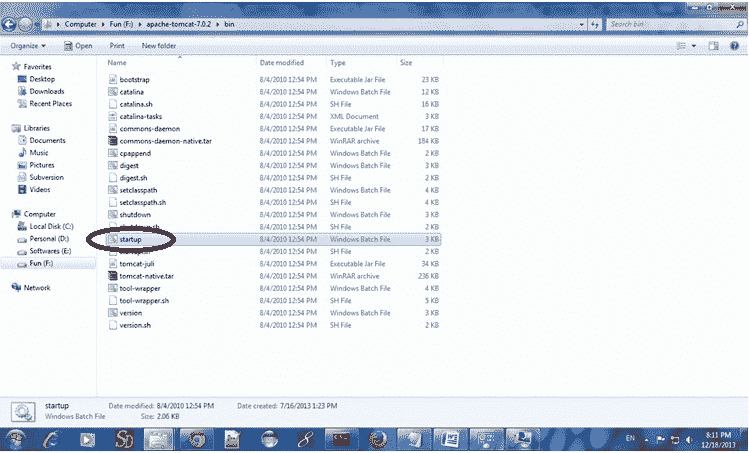 Computer ▸ Fun (F:) ▸ apache-tomcat-7.0.2 ▸ bin
Search bin
Organize Open Print New folder
Name Date modified Type Size
Favorites
Desktop
Downloads
Recent Places
Libraries
Documents
Music
Pictures
Subversion
Videos
Computer
Local Disk (C:)
Personal (D:)
Softwares (E:)
Fun (F:)
Network
bootstrap 8/4/2010 12:54 PM Executable Jar File 23 KB
catalina 8/4/2010 12:54 PM Windows Batch File 12 KB
catalina.sh 8/4/2010 12:54 PM SH File 16 KB
catalina-tasks 8/4/2010 12:54 PM XML Document 3 KB
commons-daemon 8/4/2010 12:54 PM Executable Jar File 17 KB
commons-daemon-native.tar 8/4/2010 12:54 PM WinRAR archive 184 KB
cpappend 8/4/2010 12:54 PM Windows Batch File 2 KB
digest 8/4/2010 12:54 PM Windows Batch File 2 KB
digest.sh 8/4/2010 12:54 PM SH File 2 KB
setclasspath 8/4/2010 12:54 PM Windows Batch File 4 KB
setclasspath.sh 8/4/2010 12:54 PM SH File 4 KB
shutdown 8/4/2010 12:54 PM Windows Batch File 2 KB
8/4/2010 12:54 PM SH File 2 KB
startup 8/4/2010 12:54 PM Windows Batch File 3 KB
8/4/2010 12:54 PM SH File 2 KB
tomcat-juli 8/4/2010 12:54 PM Executable Jar File 34 KB
tomcat-native.tar 8/4/2010 12:54 PM WinRAR archive 236 KB
tool-wrapper 8/4/2010 12:54 PM Windows Batch File 4 KB
tool-wrapper.sh 8/4/2010 12:54 PM SH File 5 KB
version 8/4/2010 12:54 PM Windows Batch File 3 KB
version.sh 8/4/2010 12:54 PM SH File 2 KB
startup Date modified: 8/4/2010 12:54 PM Date created: 7/16/2013 1:23 PM
Windows Batch File Size: 2.06 KB
EN 8:11 PM
12/18/2013